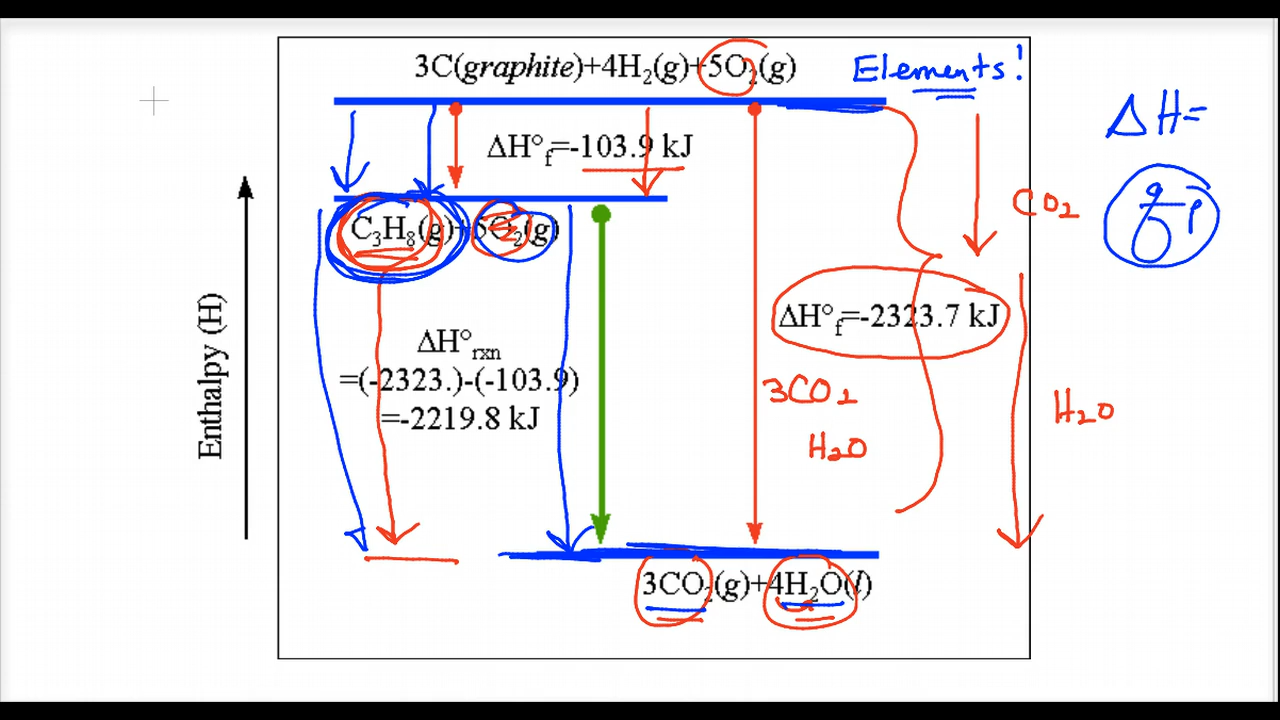 3C(graphite)+4H₂(g)+5O₂(g)
Elements!
ΔH=
ΔH°f=-103.9 kJ
CO₂
q p
C₃H₈(g)+5O₂(g)
Enthalpy (H)
ΔH°f=-2323.7 kJ
ΔH°rxn
=(-2323.)-(-103.9)
=-2219.8 kJ
3CO₂
H₂O
H₂O
3CO₂(g)+4H₂O(l)